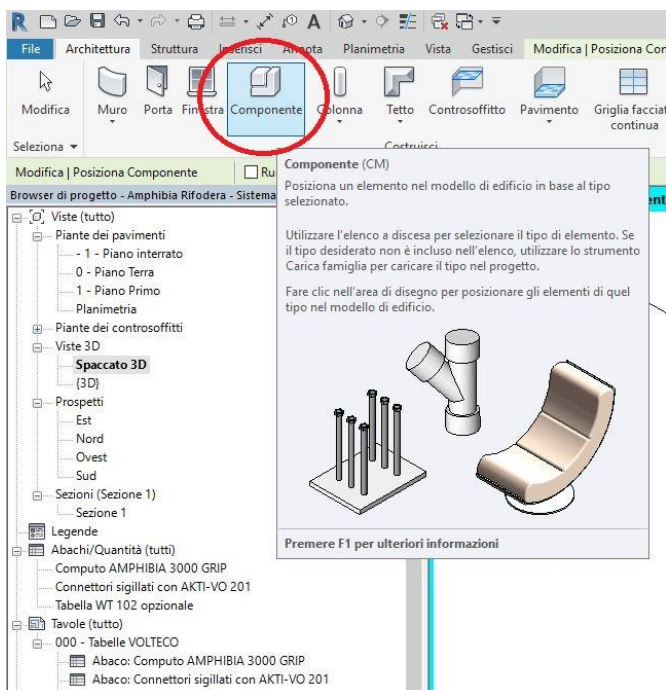 File Architettura Struttura Inserisci Annota Planimetria Vista Gestisci Modifica | Posiziona Con
Modifica Muro Porta Finestra Componente Colonna Tetto Controsoffitto Pavimento Griglia facciat
continua
Seleziona Costruisci
Modifica | Posiziona Componente Ru
Browser di progetto - Amphibia Rifodera - Sistema
Componente (CM)
Posiziona un elemento nel modello di edificio in base al tipo
selezionato.
Utilizzare l'elenco a discesa per selezionare il tipo di elemento. Se
il tipo desiderato non è incluso nell'elenco, utilizzare lo strumento
Carica famiglia per caricare il tipo nel progetto.
Fare clic nell'area di disegno per posizionare gli elementi di quel
tipo nel modello di edificio.
Premere F1 per ulteriori informazioni
Viste (tutto)
Piante dei pavimenti
- 1 - Piano interrato
0 - Piano Terra
1 - Piano Primo
Planimetria
Piante dei controsoffitti
Viste 3D
Spaccato 3D
{3D}
Prospetti
Est
Nord
Ovest
Sud
Sezioni (Sezione 1)
Sezione 1
Legende
Abachi/Quantità (tutti)
Computo AMPHIBIA 3000 GRIP
Connettori sigillati con AKTI-VO 201
Tabella WT 102 opzionale
Tavole (tutto)
000 - Tabelle VOLTECO
Abaco: Computo AMPHIBIA 3000 GRIP
Abaco: Connettori sigillati con AKTI-VO 201